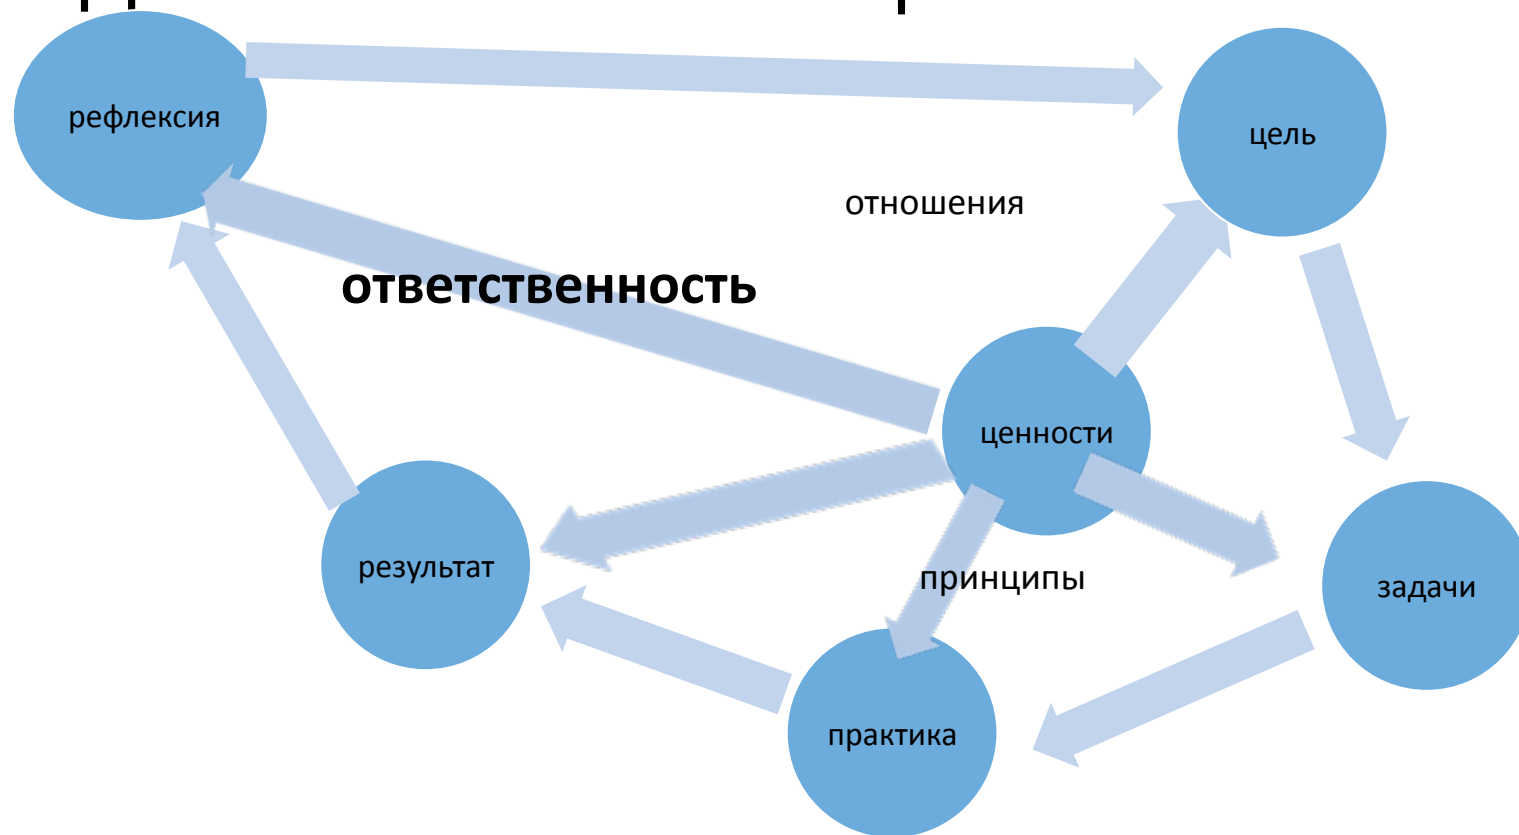 рефлексия
цель
отношения
ответственность
ценности
результат
принципы
задачи
практика